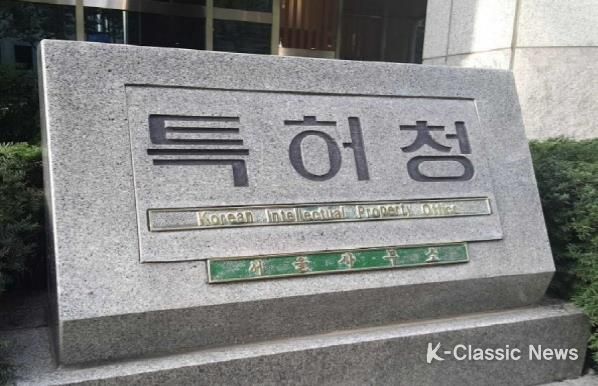 특허청
Korean Intellectual Property Office
서울사무소
K-Classic News